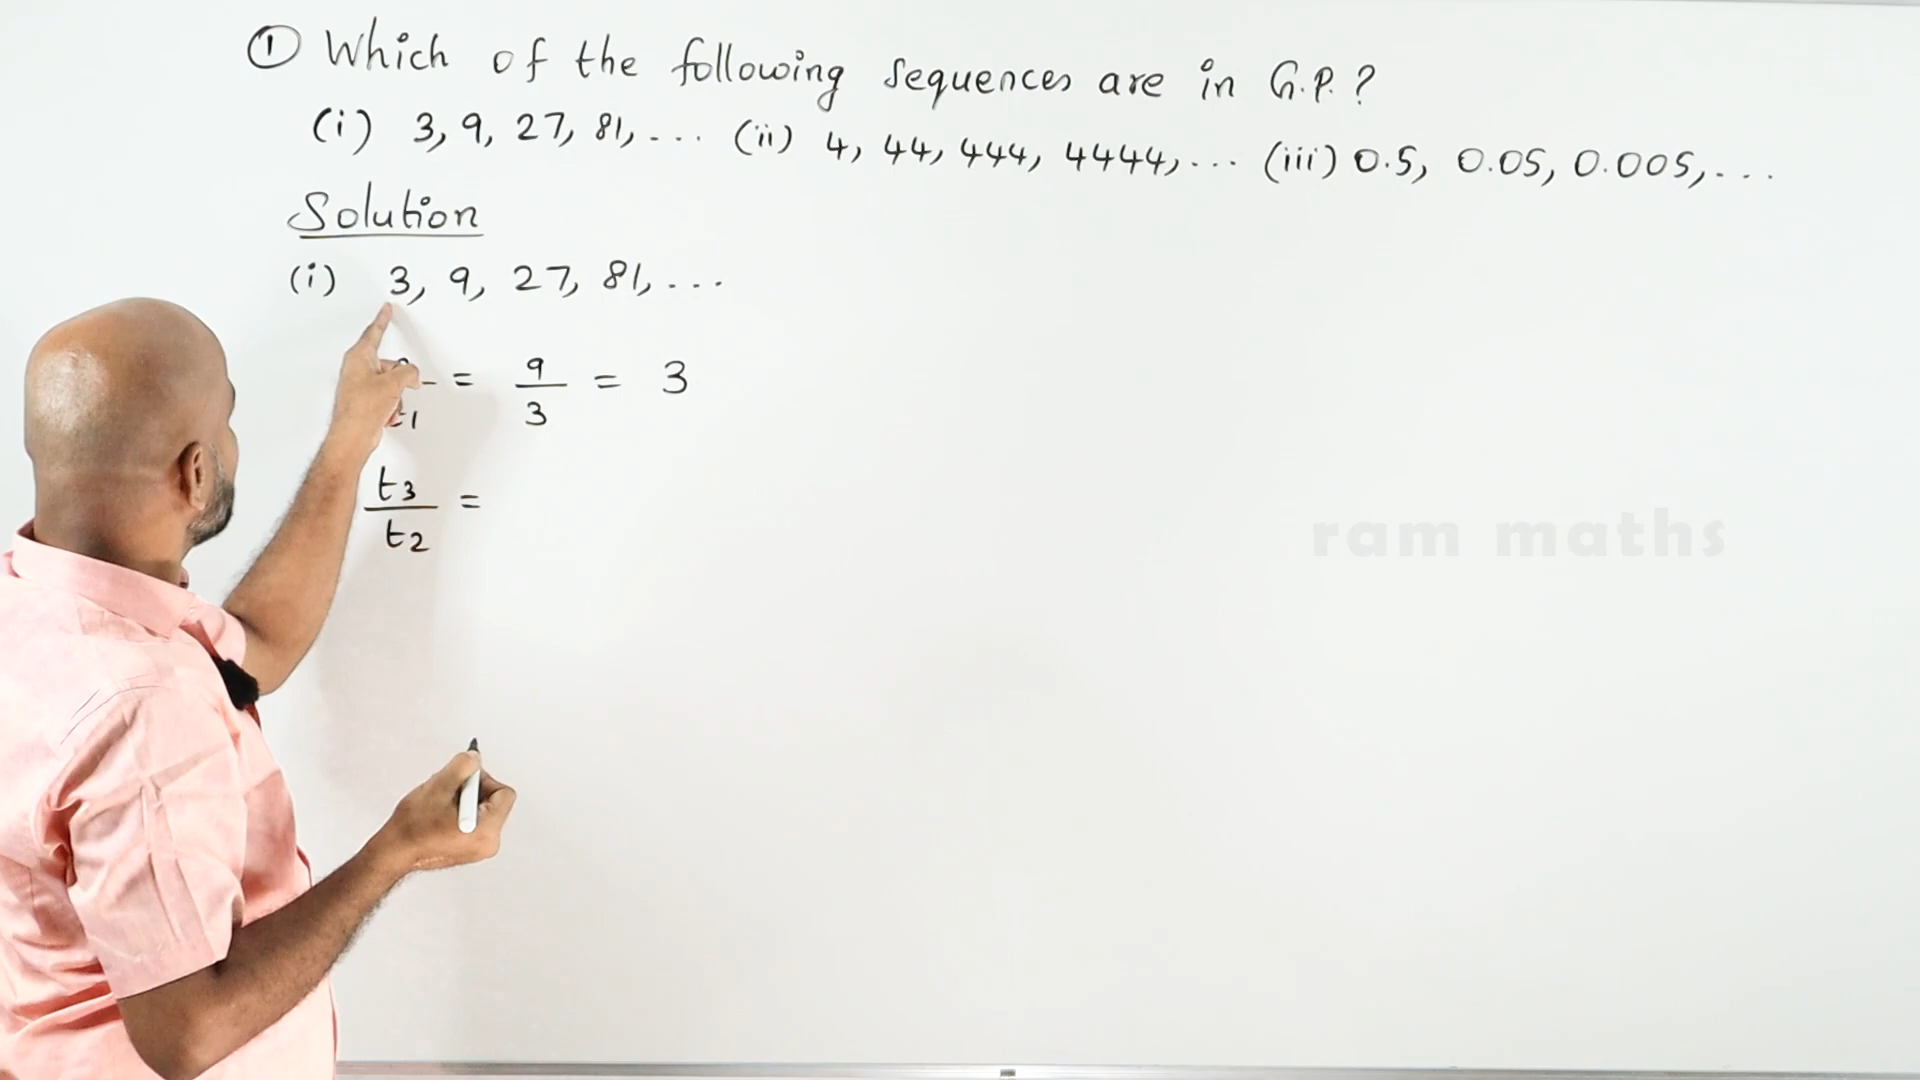 ① Which of the following sequences are in G.P.?
(i) 3, 9, 27, 81, ... (ii) 4, 44, 444, 4444, ... (iii) 0.5, 0.05, 0.005, ...
Solution
(i) 3, 9, 27, 81, ...
t1 = 9/3 = 3
t3/t2 =
ram maths